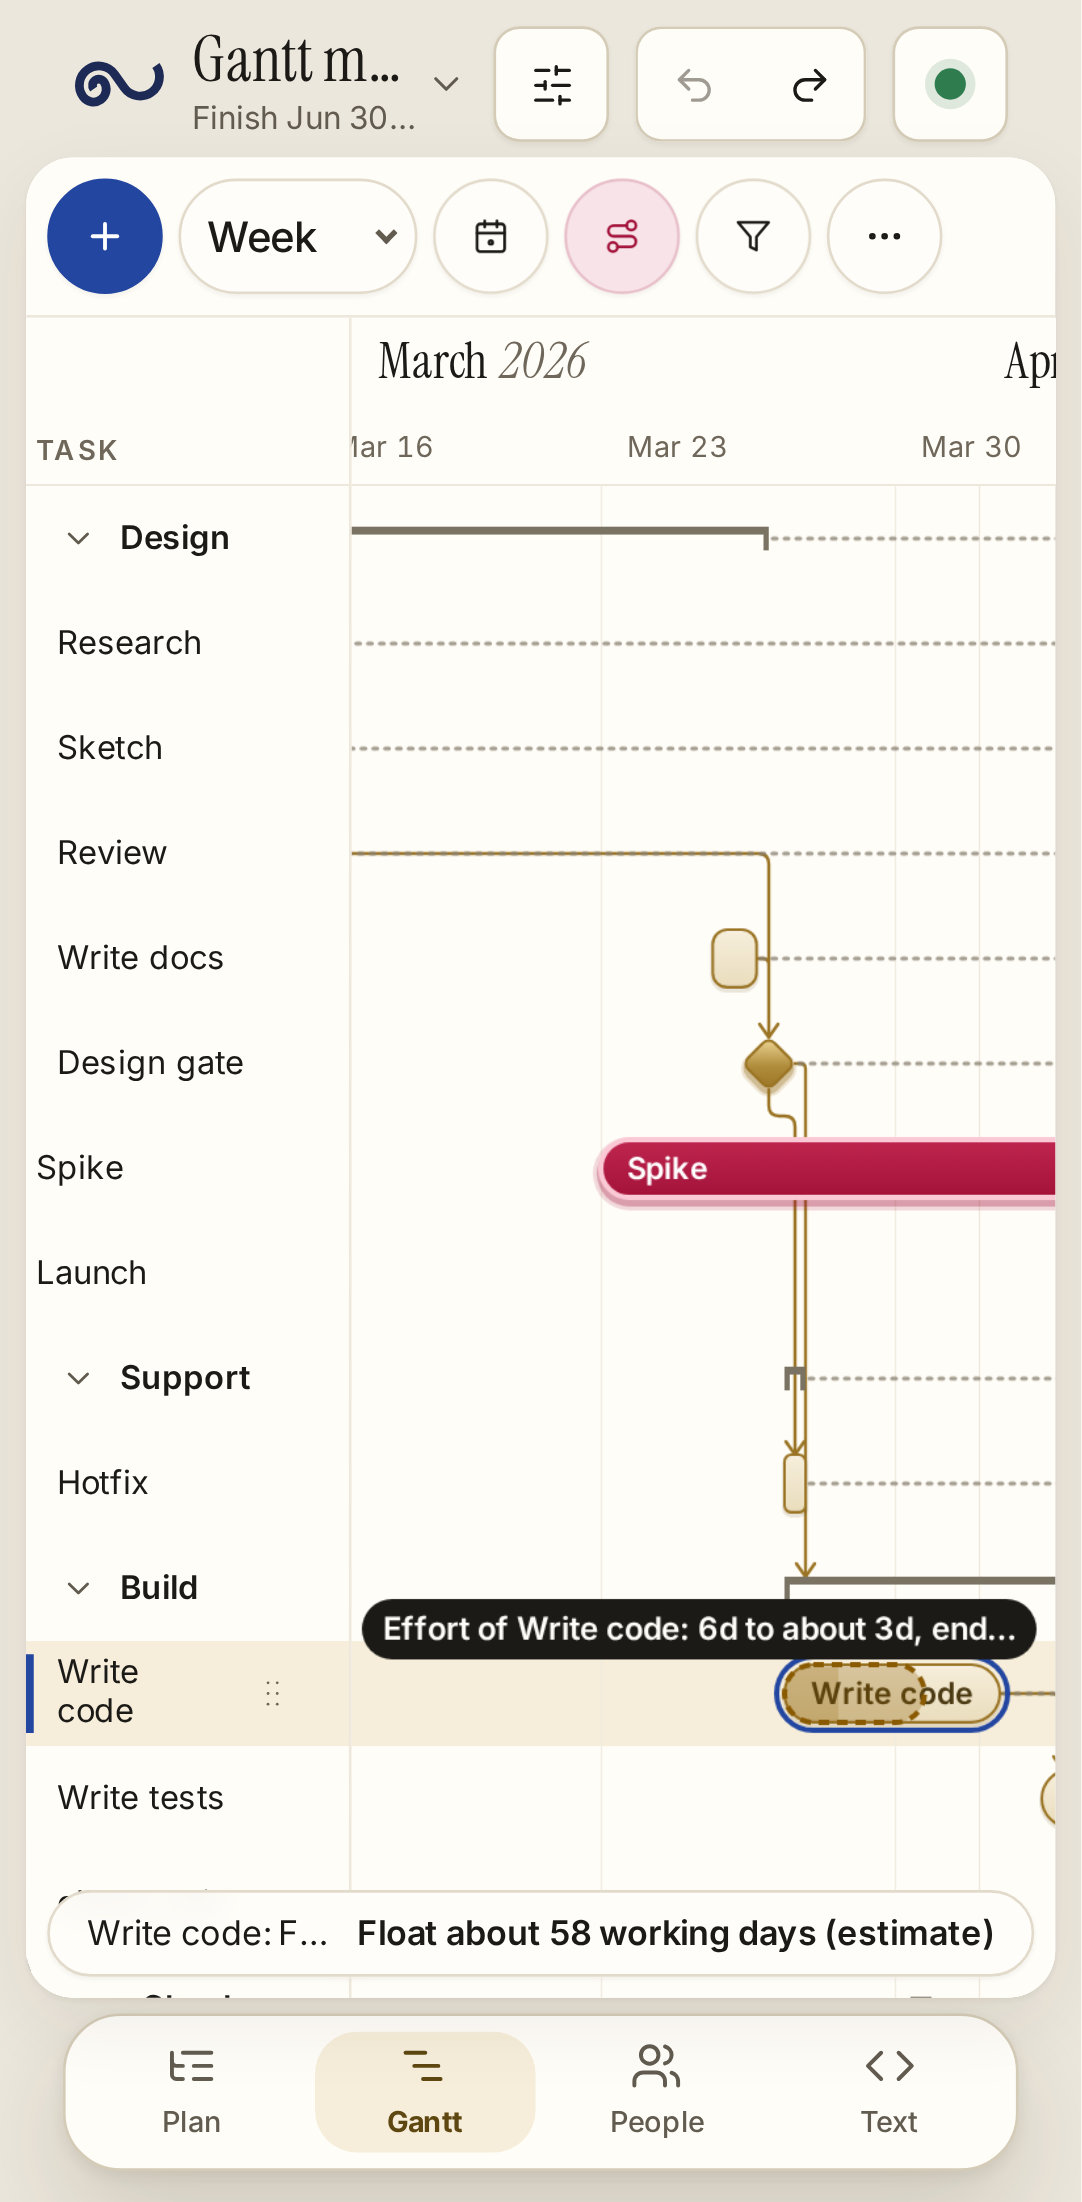 Gantt m...
Finish Jun 30...
Week
March 2026
TASK
Mar 16
Mar 23
Mar 30
Design
Research
Sketch
Review
Write docs
Design gate
Spike
Spike
Launch
Support
Hotfix
Build
Effort of Write code: 6d to about 3d, end...
Write
code
Write code
Write tests
Write code: F...
Float about 58 working days (estimate)
Plan
Gantt
People
Text